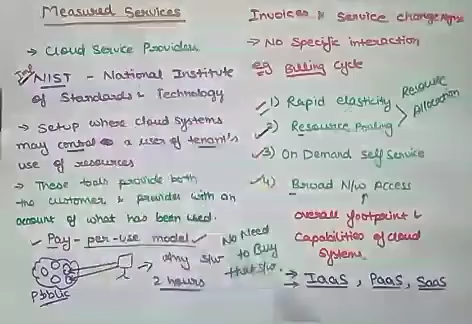 Measured Services
→ Cloud Service Providers
NIST - National Institute
of Standards & Technology
→ Setup where cloud systems
may control a user or tenant's
use of resources
→ These tools provide both
the customer & provider with an
account of what has been used.
✓ Pay-per-use model ✓
Public
→ Any s/w
2 hours
No Need
to Buy
that s/w.
Invoices & Service change
→ No Specific interaction
eg Billing Cycle
✓ 1) Rapid elasticity
✓ 2) Resource Pooling
Resource
Allocation
✓ 3) On Demand Self Service
✓ 4) Broad N/w Access
overall footprint &
Capabilities of cloud
Systems.
→ IaaS, PaaS, SaaS